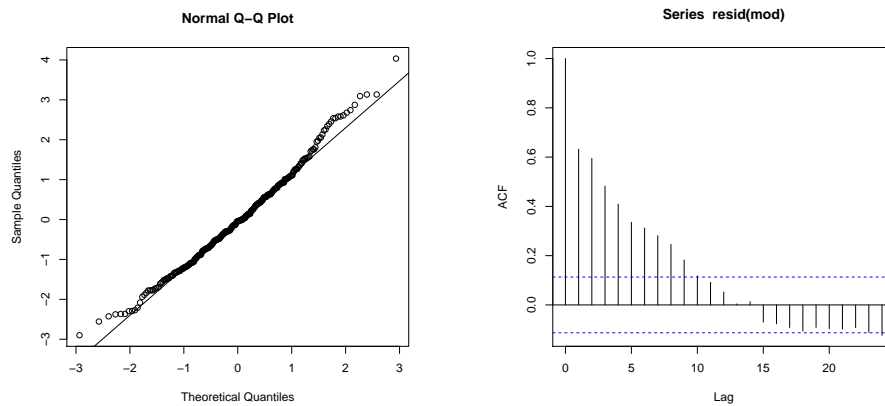 Normal Q−Q Plot
Sample Quantiles
4
3
2
1
0
−1
−2
−3
−3 −2 −1 0 1 2 3
Theoretical Quantiles
Series resid(mod)
ACF
1.0
0.8
0.6
0.4
0.2
0.0
0 5 10 15 20
Lag